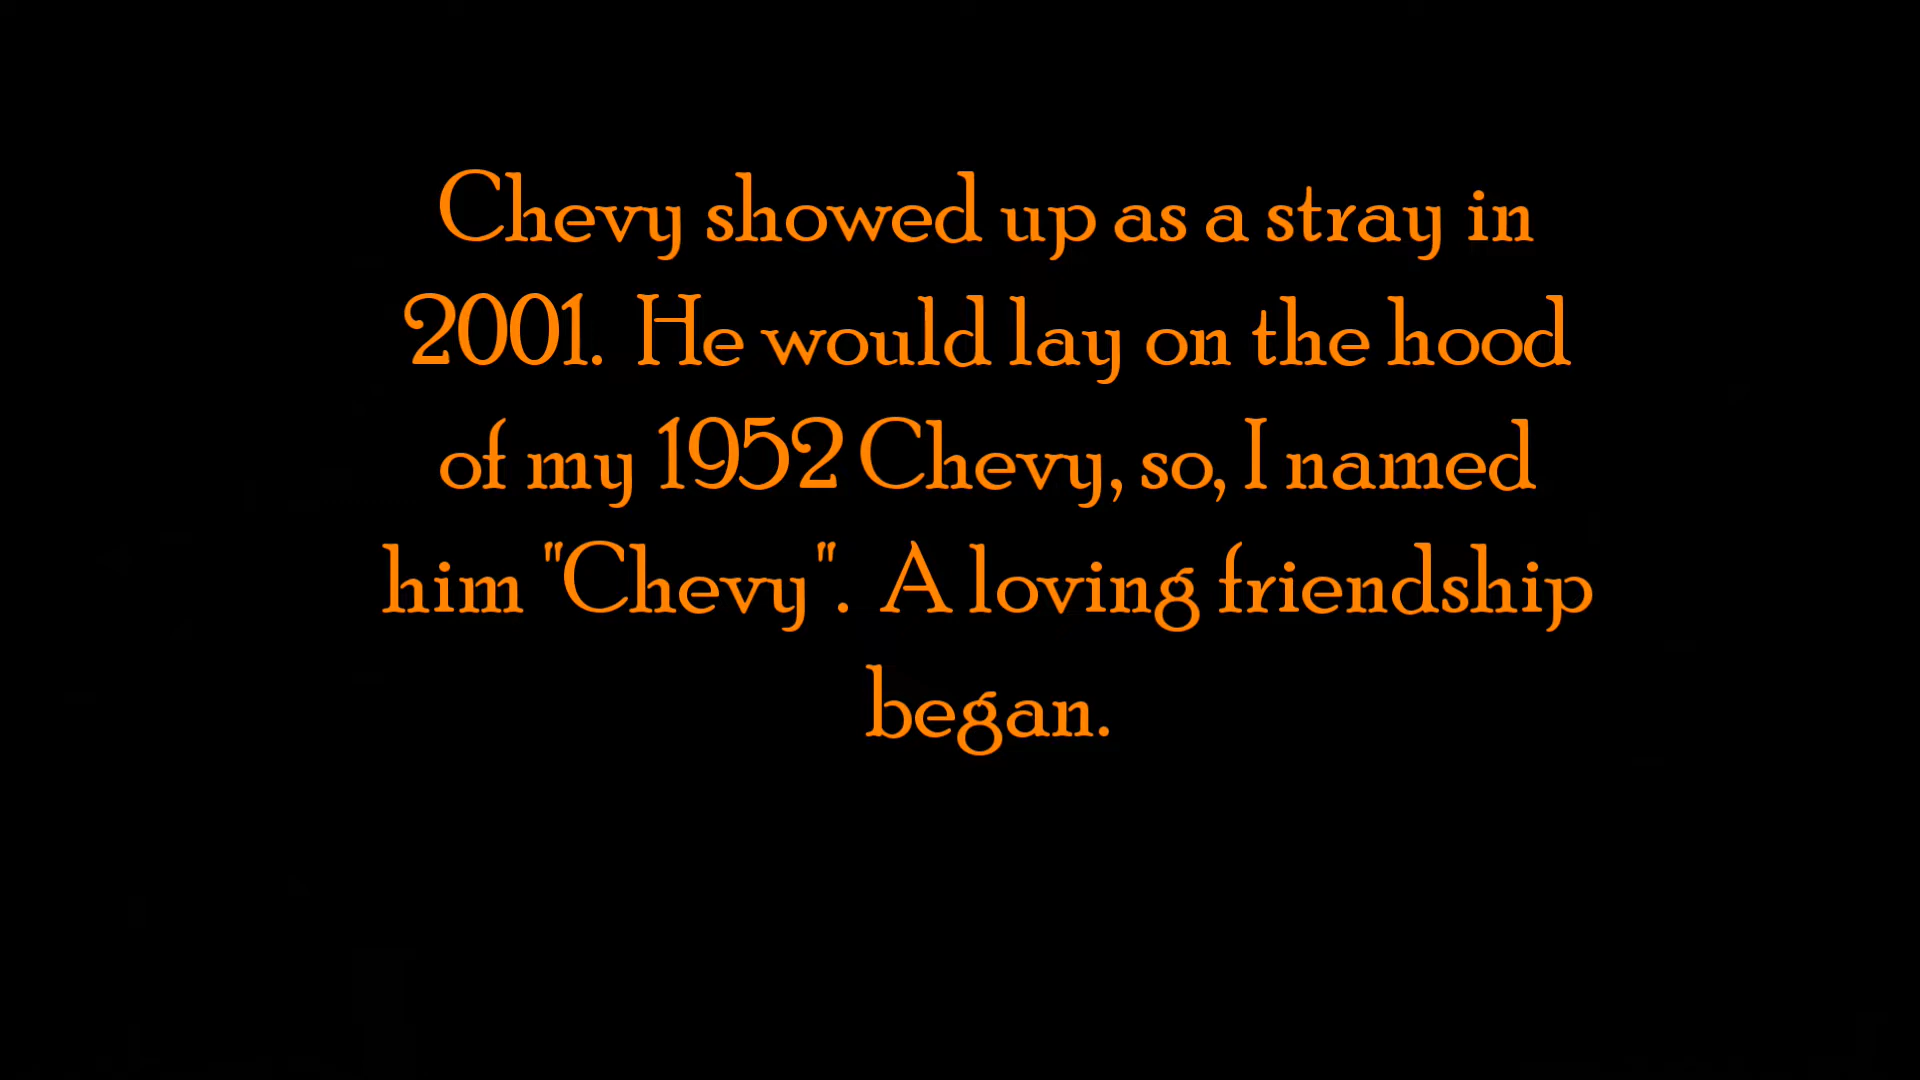 Chevy showed up as a stray in
2001.  He would lay on the hood
of my 1952 Chevy, so, I named
him "Chevy".  A loving friendship
began.